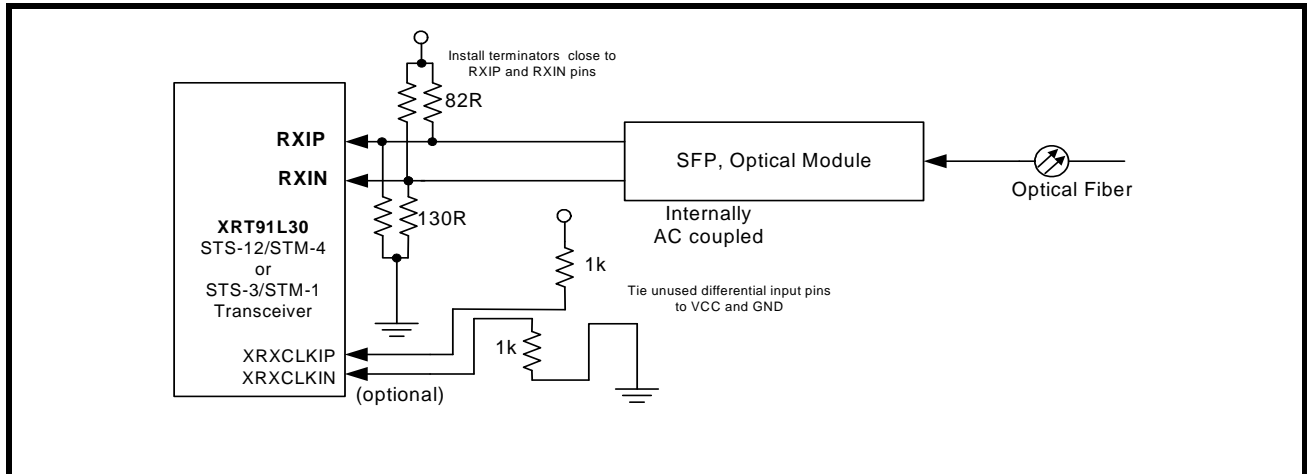 Install terminators close to
RXIP and RXIN pins
82R
RXIP
RXIN
SFP, Optical Module
Optical Fiber
Internally
AC coupled
130R
XRT91L30
STS-12/STM-4
or
STS-3/STM-1
Transceiver
1k
Tie unused differential input pins
to VCC and GND
1k
XRXCLKIP
XRXCLKIN
(optional)